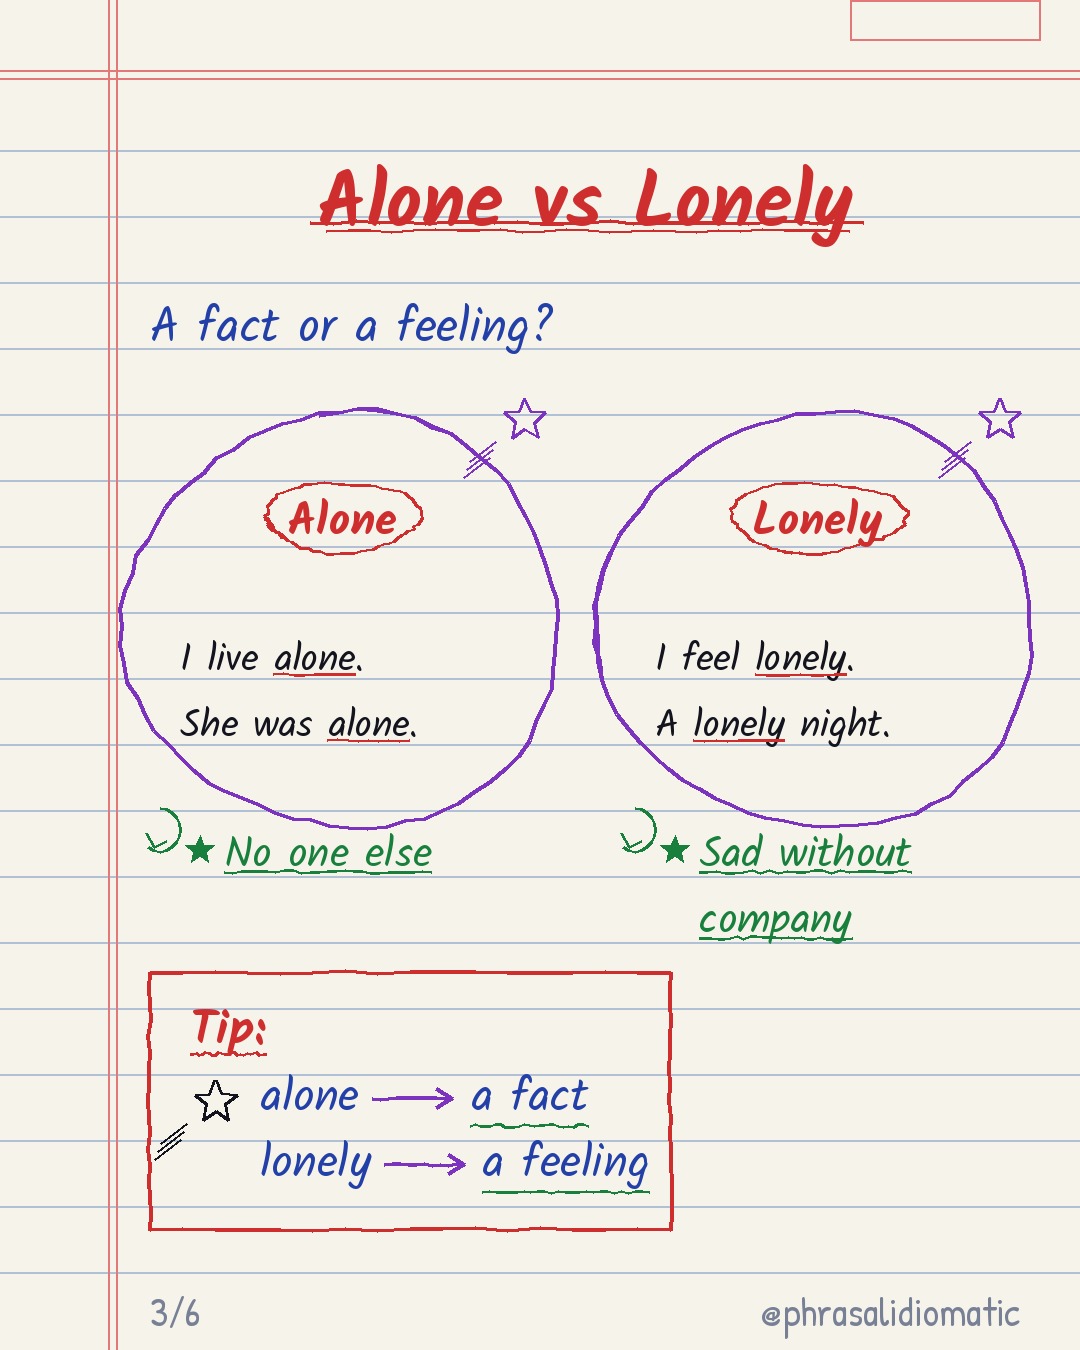 Alone vs Lonely
A fact or a feeling?
Alone
I live alone.
She was alone.
No one else
Lonely
I feel lonely.
A lonely night.
Sad without
company
Tip:
alone → a fact
lonely → a feeling
3/6
@phrasalidiomatic